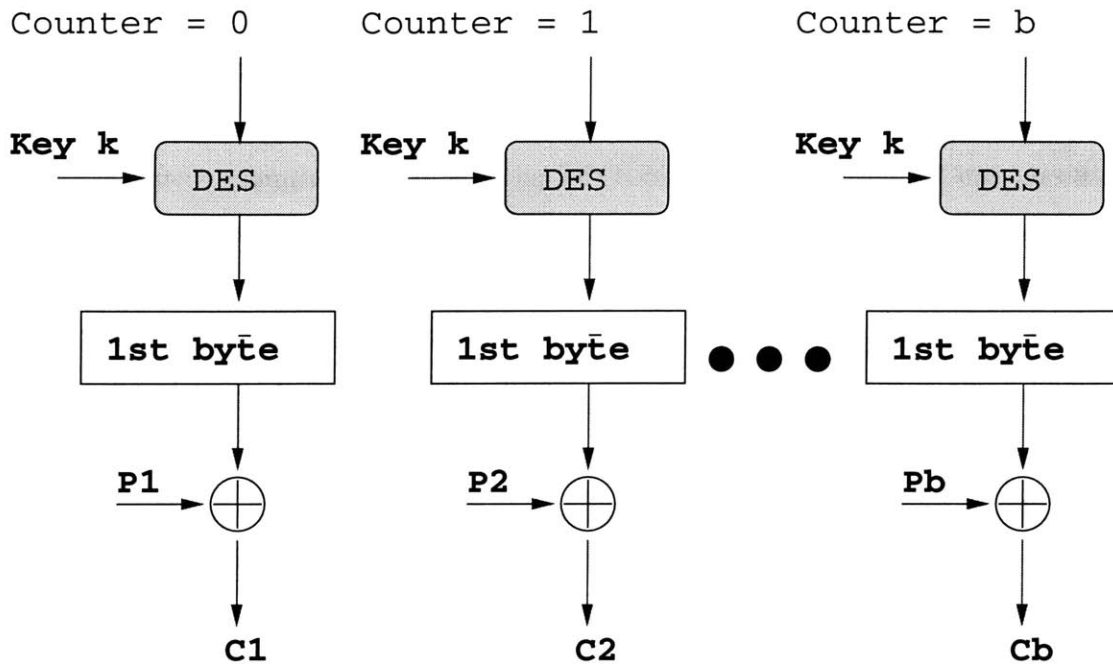 Counter = 0 Counter = 1 Counter = b
Key k Key k Key k
DES DES DES
1st byte 1st byte 1st byte
P1 P2 Pb
C1 C2 Cb